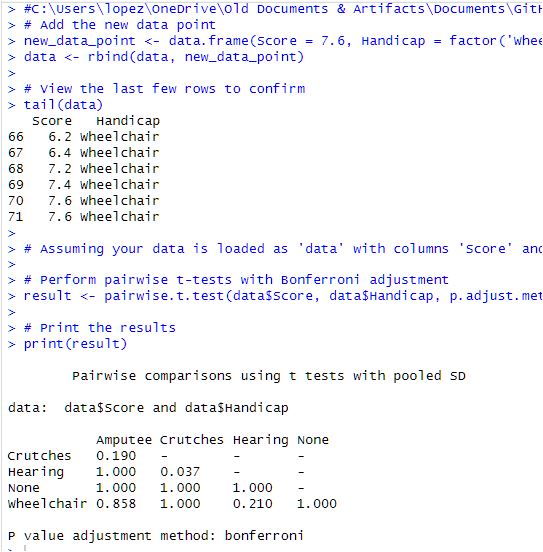 > #C:\Users\lopez\OneDrive\Old Documents & Artifacts\Documents\GitH
> # Add the new data point
> new_data_point <- data.frame(Score = 7.6, Handicap = factor('Whee
> data <- rbind(data, new_data_point)
>
> # View the last few rows to confirm
> tail(data)
   Score   Handicap
66   6.2 Wheelchair
67   6.4 Wheelchair
68   7.2 Wheelchair
69   7.4 Wheelchair
70   7.6 Wheelchair
71   7.6 Wheelchair
>
> # Assuming your data is loaded as 'data' with columns 'Score' and
>
> # Perform pairwise t-tests with Bonferroni adjustment
> result <- pairwise.t.test(data$Score, data$Handicap, p.adjust.met
>
> # Print the results
> print(result)
        Pairwise comparisons using t tests with pooled SD
data:  data$Score and data$Handicap
           Amputee Crutches Hearing None
Crutches   0.190   -        -       -
Hearing    1.000   0.037    -       -
None       1.000   1.000    1.000   -
Wheelchair 0.858   1.000    0.210   1.000
P value adjustment method: bonferroni
>